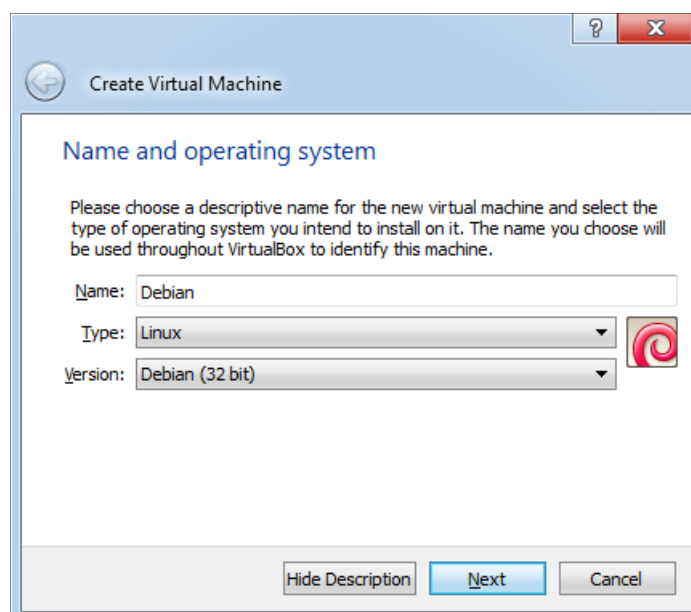 Create Virtual Machine
Name and operating system
Please choose a descriptive name for the new virtual machine and select the
type of operating system you intend to install on it. The name you choose will
be used throughout VirtualBox to identify this machine.
Name: Debian
Type: Linux
Version: Debian (32 bit)
Hide Description Next Cancel